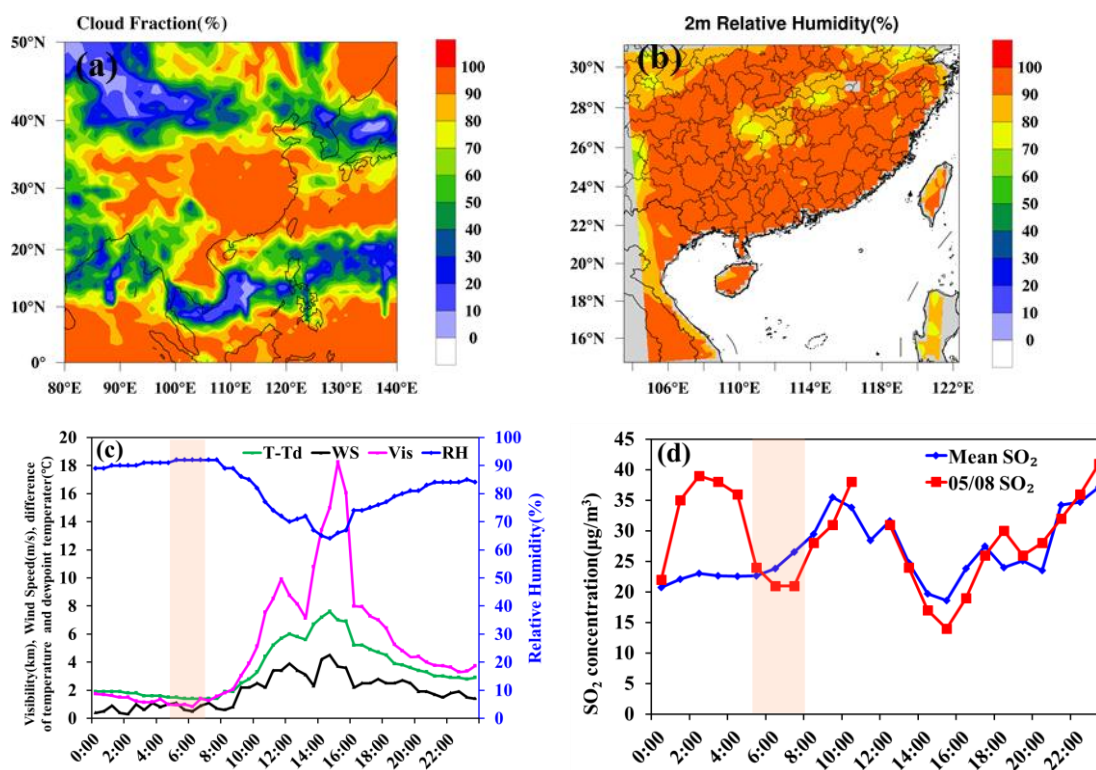 Cloud Fraction(%)
(a)
50°N
40°N
30°N
20°N
10°N
0°
80°E 90°E 100°E 110°E 120°E 130°E 140°E
100
90
80
70
60
50
40
30
20
10
0
2m Relative Humidity(%)
(b)
30°N
28°N
26°N
24°N
22°N
20°N
18°N
16°N
106°E 110°E 114°E 118°E 122°E
100
90
80
70
60
50
40
30
20
10
0
(c)
T-Td WS Vis RH
Visibility(km), Wind Speed(m/s), difference
of temperature and dewpoint temperater(°C)
20
18
16
14
12
10
8
6
4
2
0
100
90
80
70
60
50
40
30
20
10
0
Relative Humidity(%)
0:00 2:00 4:00 6:00 8:00 10:00 12:00 14:00 16:00 18:00 20:00 22:00
(d)
Mean SO₂
05/08 SO₂
SO₂ concentration(µg/m³)
45
40
35
30
25
20
15
10
5
0
0:00 2:00 4:00 6:00 8:00 10:00 12:00 14:00 16:00 18:00 20:00 22:00